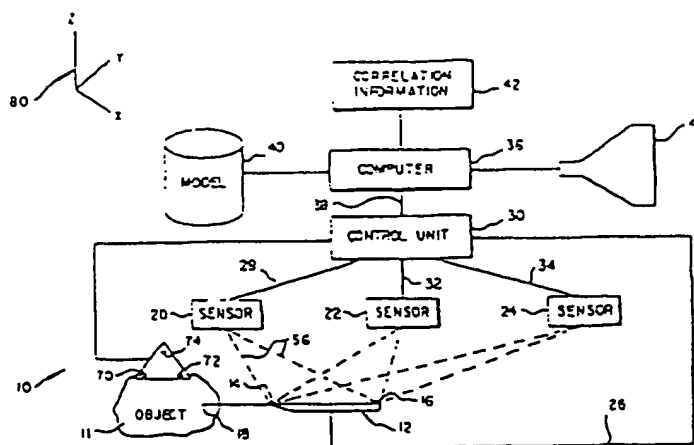 Z
Y
80
X
CORRELATION
INFORMATION
42
4
40
MODEL
COMPUTER
36
38
30
CONTROL UNIT
29
32
34
20
SENSOR
22
SENSOR
24
SENSOR
56
74
70
72
10
14
16
OBJECT
11
18
12
26